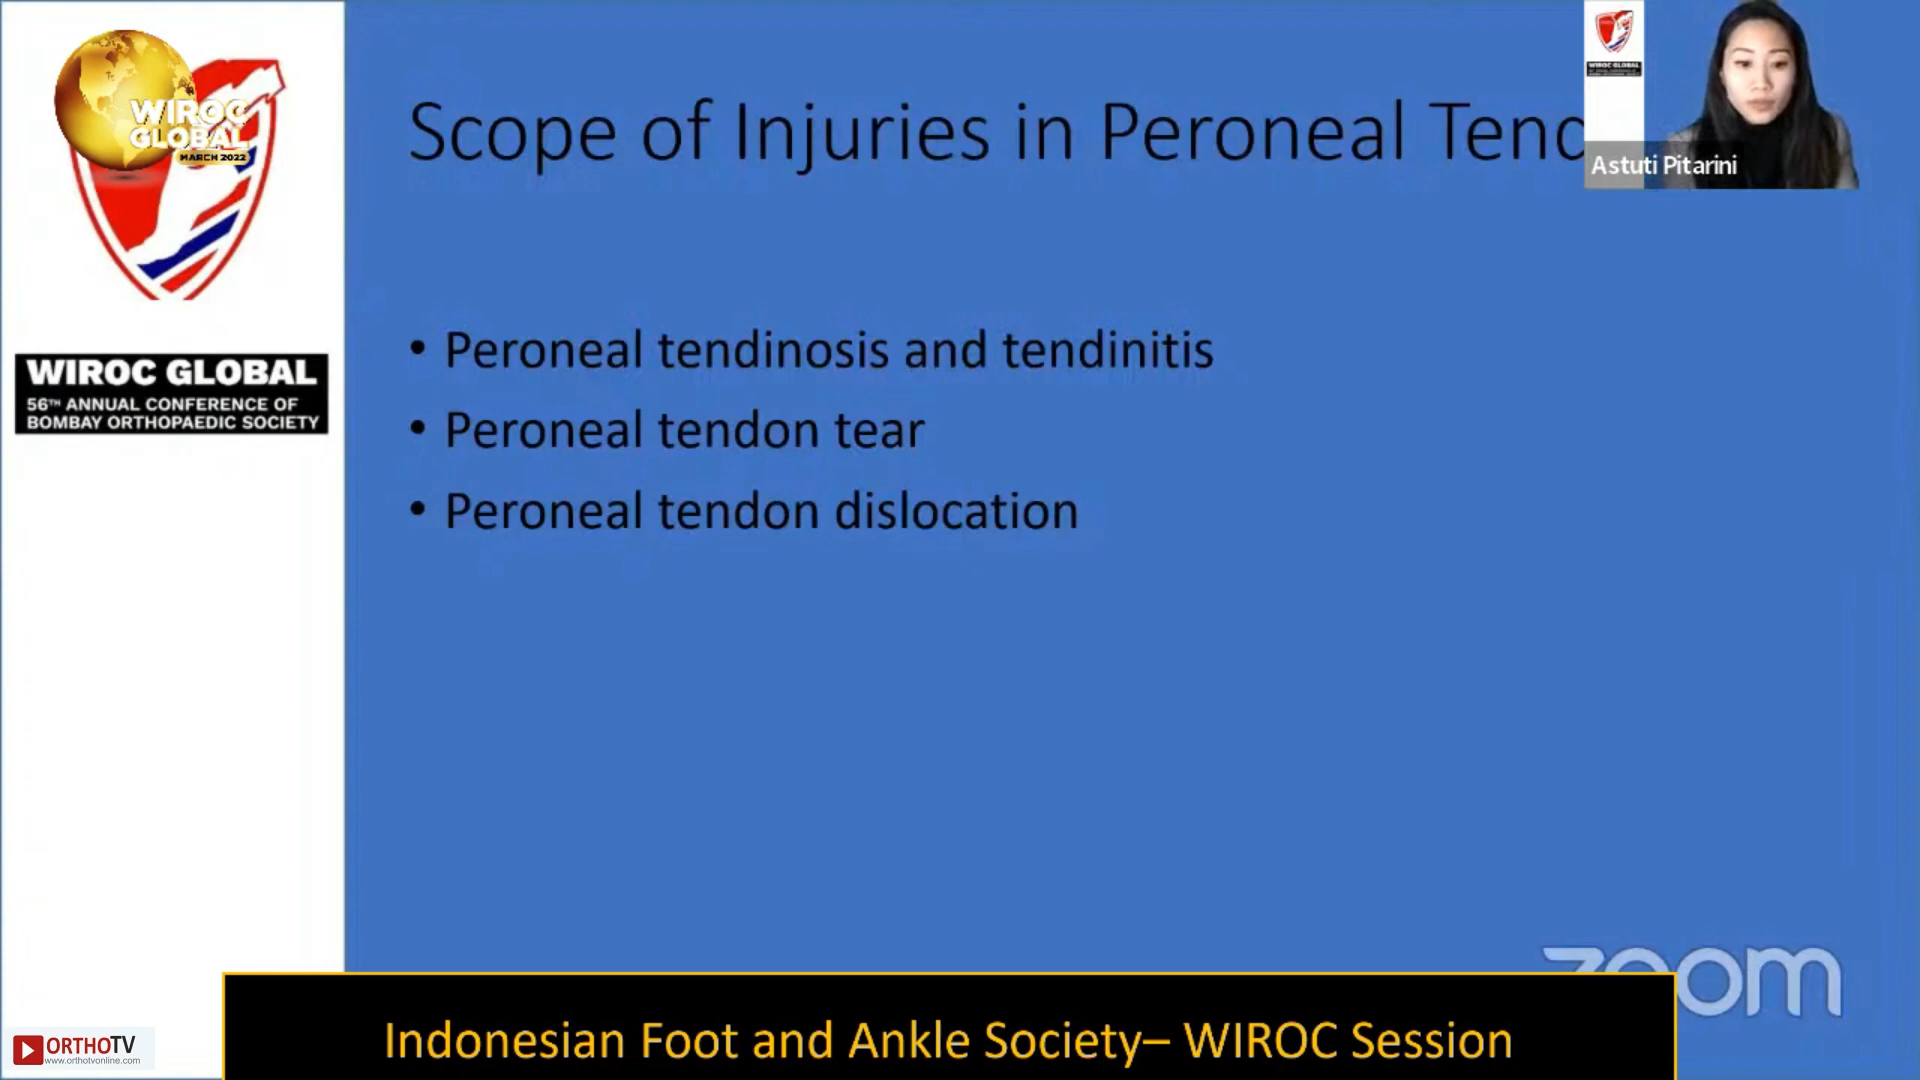 WIROC
GLOBAL
MARCH 2022
WIROC GLOBAL
56TH ANNUAL CONFERENCE OF
BOMBAY ORTHOPAEDIC SOCIETY
Scope of Injuries in Peroneal Tend
WIROC GLOBAL
Astuti Pitarini
• Peroneal tendinosis and tendinitis
• Peroneal tendon tear
• Peroneal tendon dislocation
zoom
Indonesian Foot and Ankle Society– WIROC Session
ORTHOTV
www.orthotvonline.com